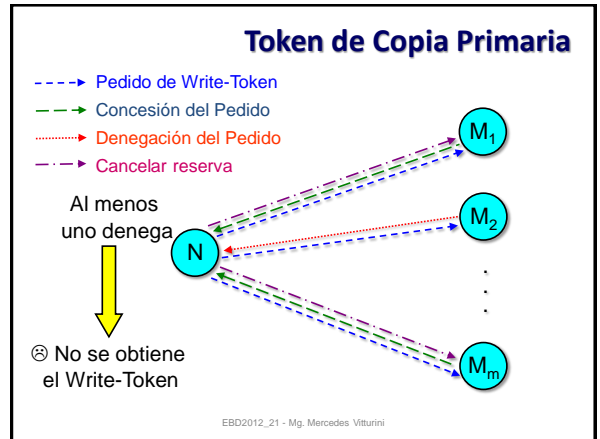 Token de Copia Primaria
Pedido de Write-Token
Concesión del Pedido
Denegación del Pedido
Cancelar reserva
Al menos
uno denega
☹ No se obtiene
el Write-Token
N
M1
M2
.
.
.
Mm
EBD2012_21 - Mg. Mercedes Vitturini